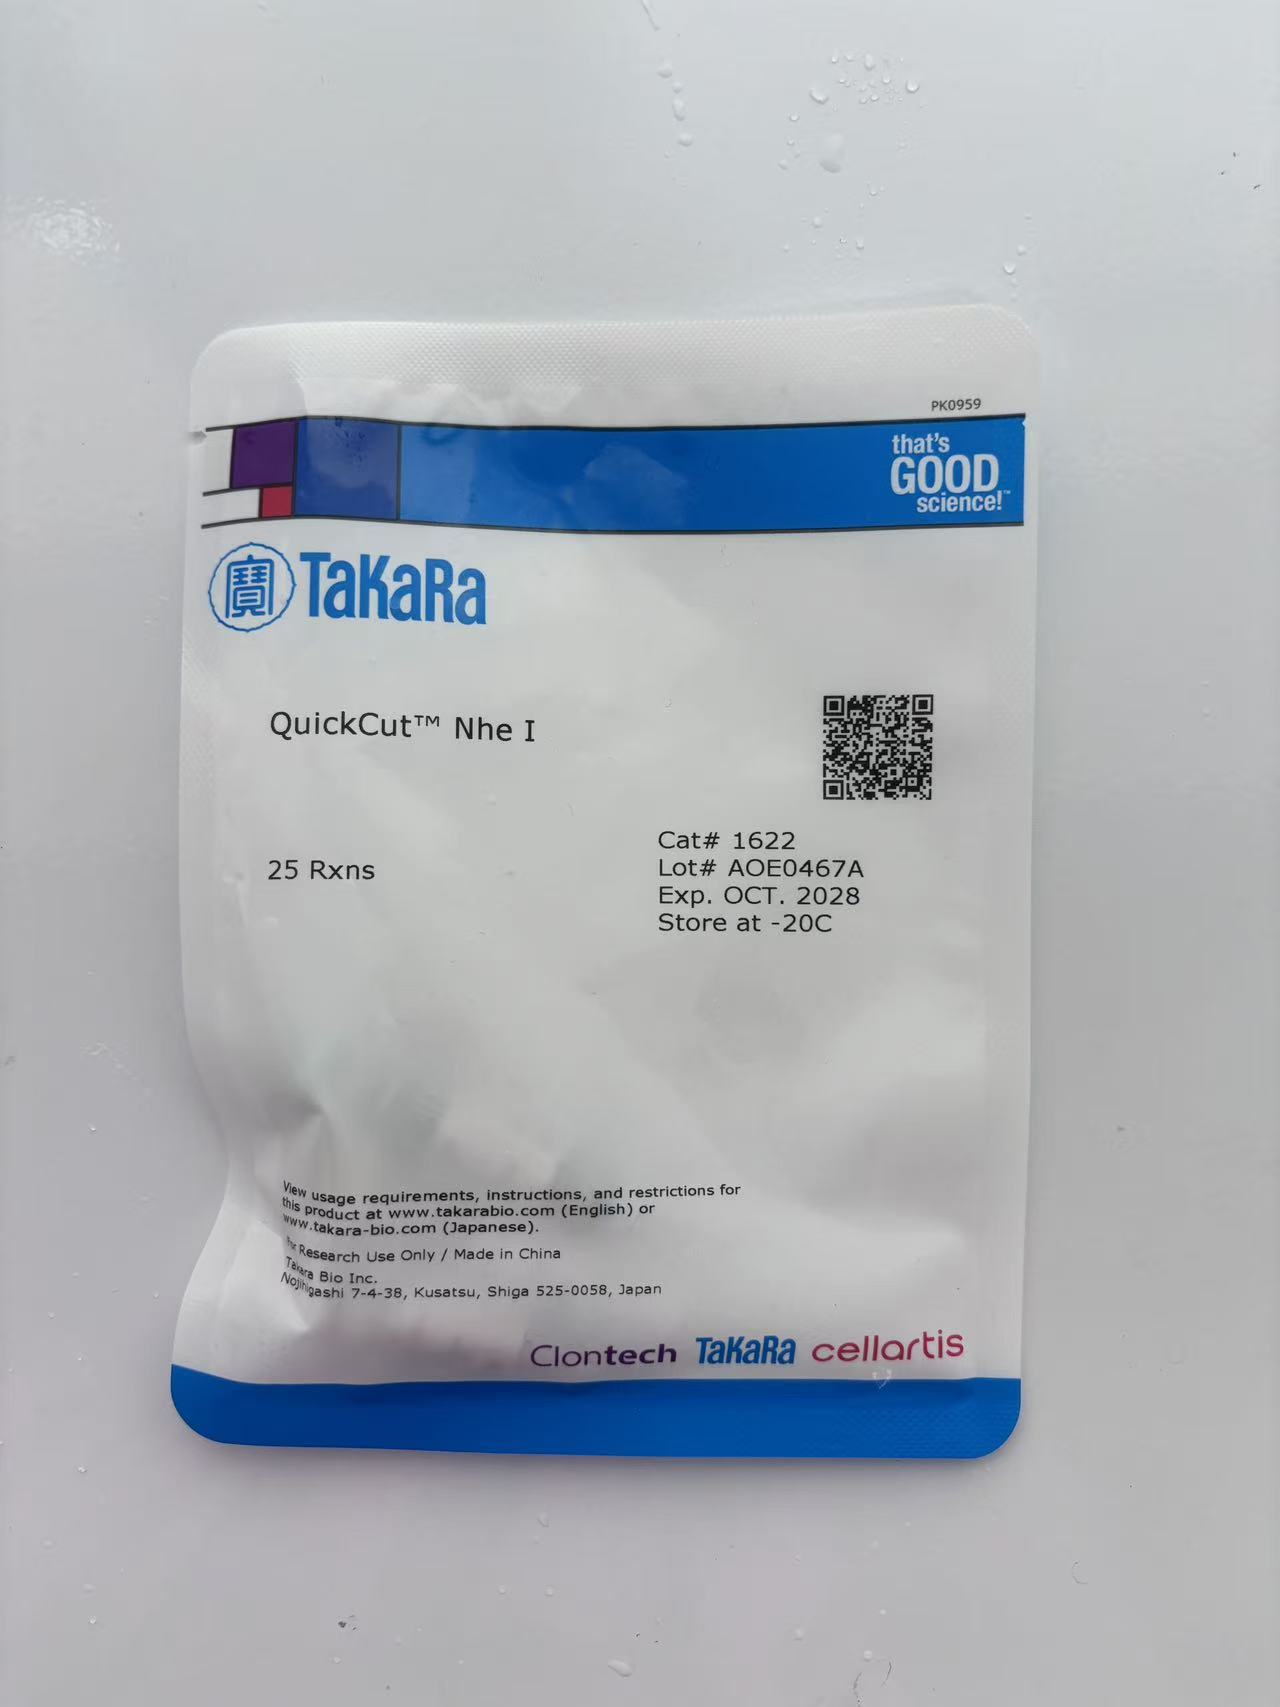 PK0959
that's
GOOD
science!™
寶 TaKaRa
QuickCut™ Nhe I
25 Rxns
Cat# 1622
Lot# AOE0467A
Exp. OCT. 2028
Store at -20C
View usage requirements, instructions, and restrictions for
this product at www.takarabio.com (English) or
www.takara-bio.com (Japanese).
For Research Use Only / Made in China
Takara Bio Inc.
Nojihigashi 7-4-38, Kusatsu, Shiga 525-0058, Japan
Clontech TaKaRa cellartis